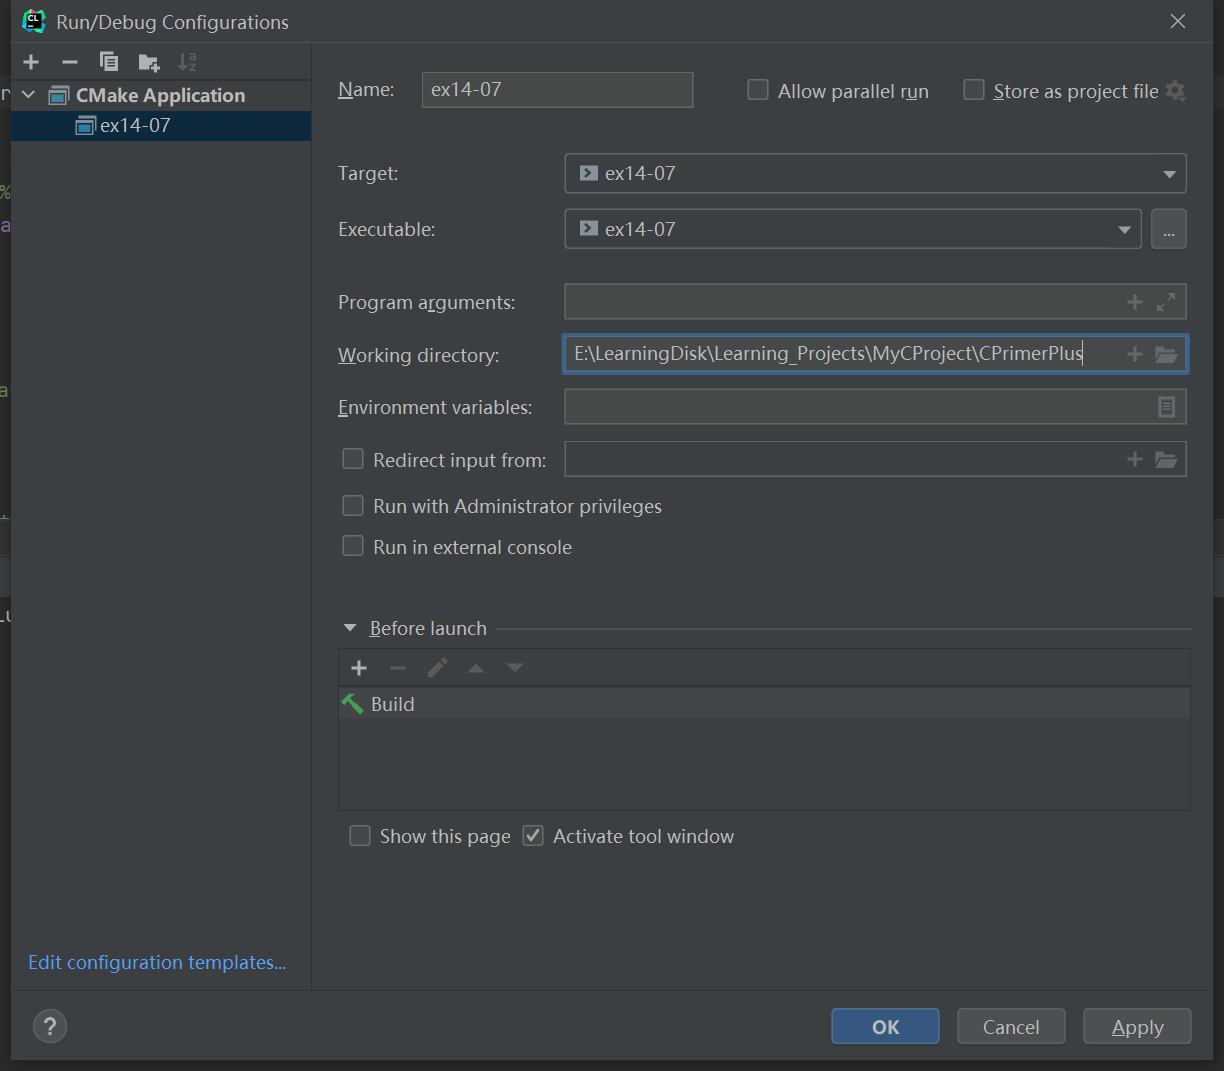 CL
Run/Debug Configurations
CMake Application
ex14-07
Name:
ex14-07
Allow parallel run
Store as project file
Target:
ex14-07
Executable:
ex14-07
...
Program arguments:
Working directory:
E:\LearningDisk\Learning_Projects\MyCProject\CPrimerPlus
Environment variables:
Redirect input from:
Run with Administrator privileges
Run in external console
Before launch
Build
Show this page
Activate tool window
Edit configuration templates...
?
OK
Cancel
Apply